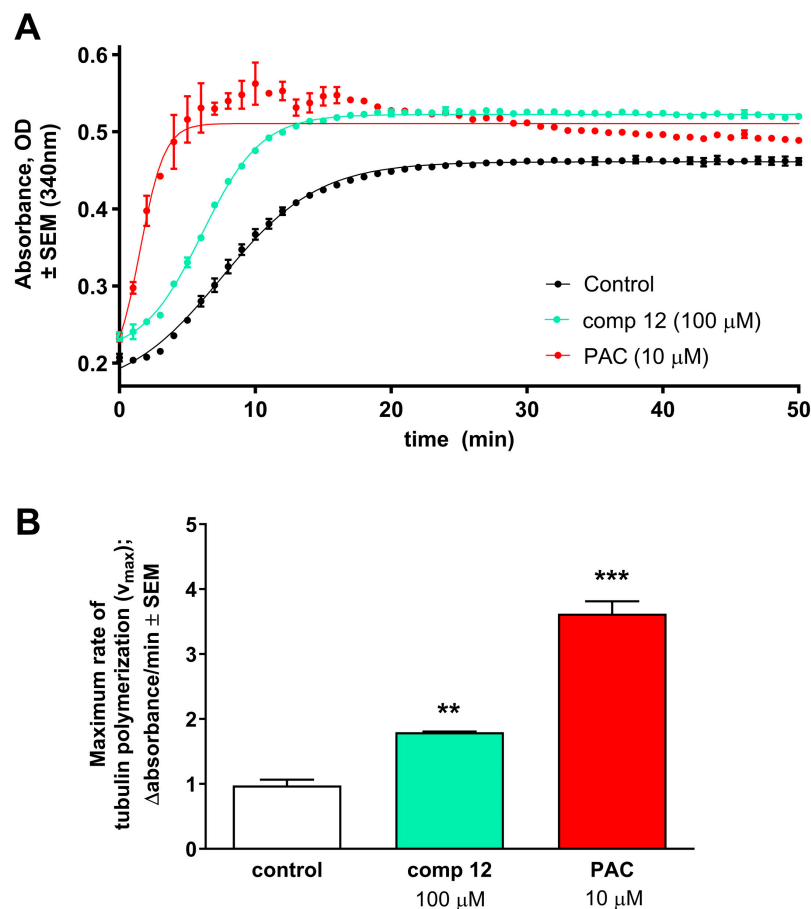 A
Absorbance, OD
± SEM (340nm)
0.6
0.5
0.4
0.3
0.2
0
10
20
30
40
50
time (min)
Control
comp 12 (100 μM)
PAC (10 μM)
B
Maximum rate of
tubulin polymerization (vmax);
Δabsorbance/min ± SEM
5
4
3
2
1
0
**
***
control
comp 12
100 μM
PAC
10 μM